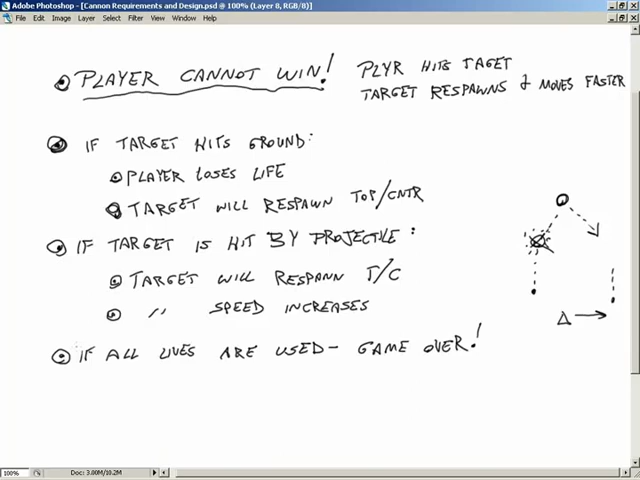 Adobe Photoshop - [Cannon Requirements and Design.psd @ 100% (Layer 8, RGB/8)]
File Edit Image Layer Select Filter View Window Help
PLAYER CANNOT WIN! PLYR HITS TAGET
TARGET RESPAWNS & MOVES FASTER
IF TARGET HITS GROUND:
PLAYER LOSES LIFE
TARGET WILL RESPAWN TOP/CNTR
IF TARGET IS HIT BY PROJECTILE:
TARGET WILL RESPANN T/C
" SPEED INCREASES
IF ALL LIVES ARE USED - GAME OVER!
100% Doc: 3.00M/10.2M